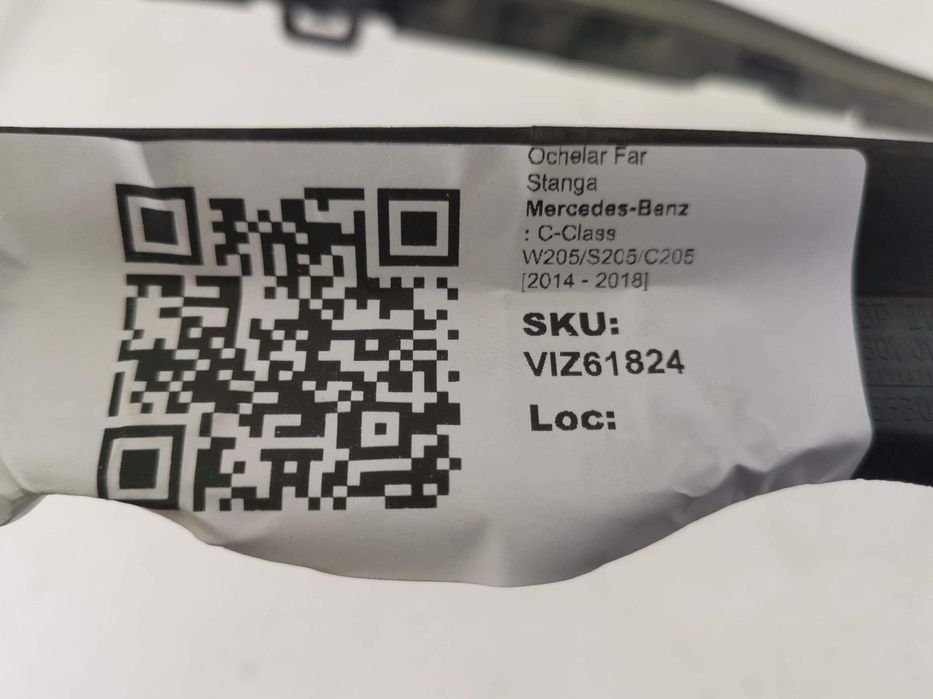 Ochelar Far
Stanga
Mercedes-Benz
: C-Class
W205/S205/C205
[2014 - 2018]
SKU:
VIZ61824
Loc: